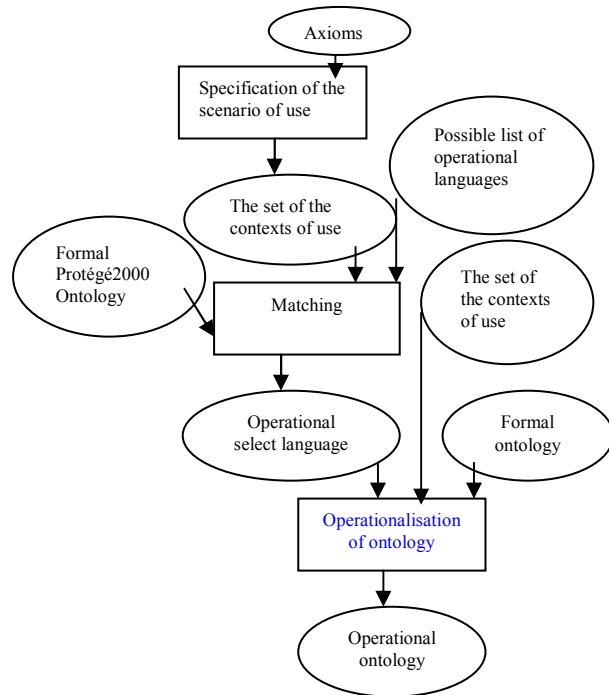 Axioms
Specification of the
scenario of use
Possible list of
operational
languages
The set of the
contexts of use
Formal
Protégé2000
Ontology
The set of
the contexts
of use
Matching
Operational
select language
Formal
ontology
Operationalisation
of ontology
Operational
ontology